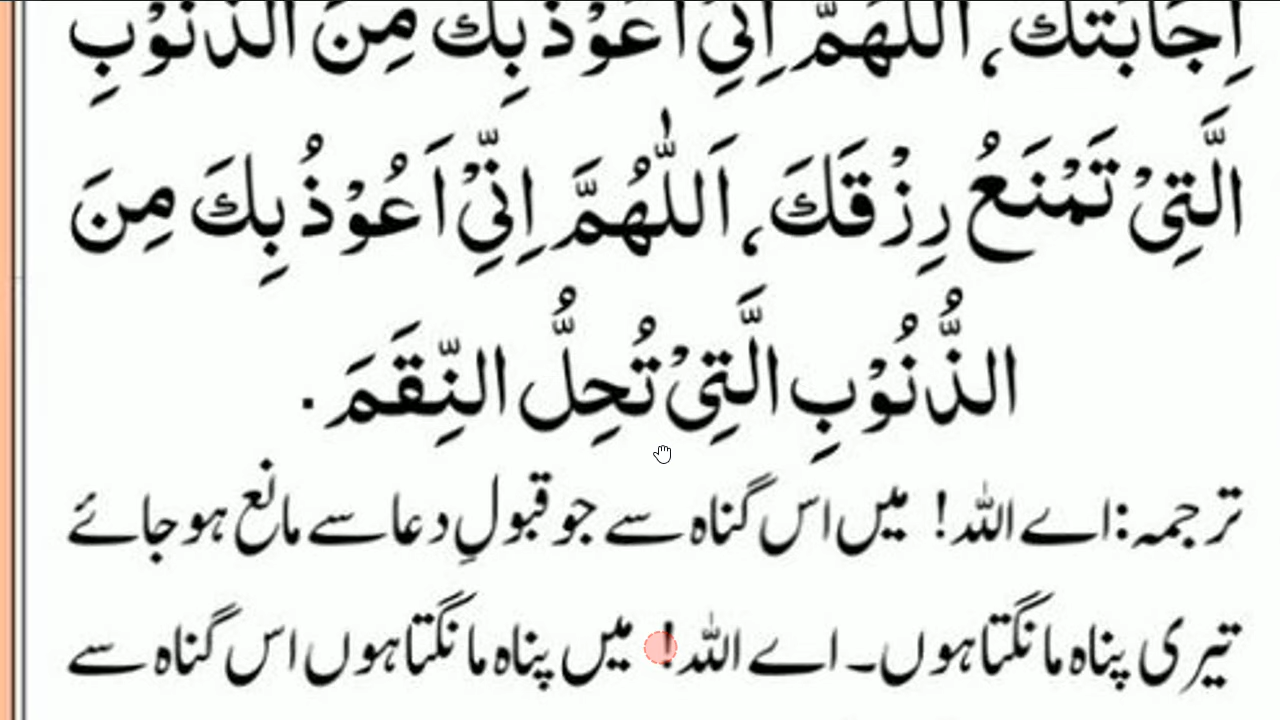 اِجَابَتَكَ، اَللّٰهُمَّ اِنِّيْ اَعُوْذُ بِكَ مِنَ الذُّنُوْبِ
الَّتِيْ تَمْنَعُ رِزْقَكَ، اَللّٰهُمَّ اِنِّيْ اَعُوْذُ بِكَ مِنَ
الذُّنُوْبِ الَّتِيْ تُحِلُّ النِّقَمَ.
ترجمہ: اے اللہ! میں اس گناہ سے جو قبولِ دعا سے مانع ہو جائے
تیری پناہ مانگتا ہوں۔ اے اللہ! میں پناہ مانگتا ہوں اس گناہ سے